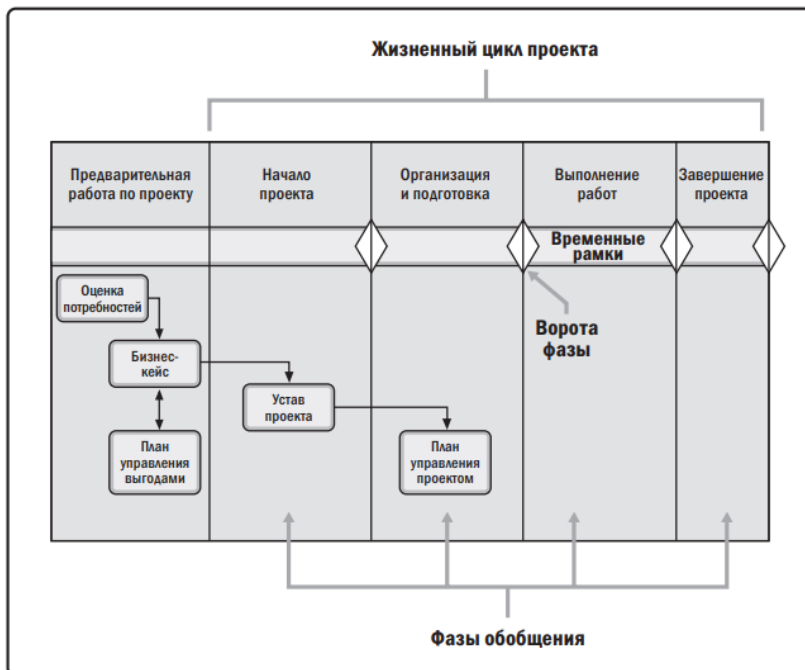 Жизненный цикл проекта
Предварительная
работа по проекту
Начало
проекта
Организация
и подготовка
Выполнение
работ
Завершение
проекта
Временные
рамки
Оценка
потребностей
Ворота
фазы
Бизнес-
кейс
Устав
проекта
План
управления
выгодами
План
управления
проектом
Фазы обобщения